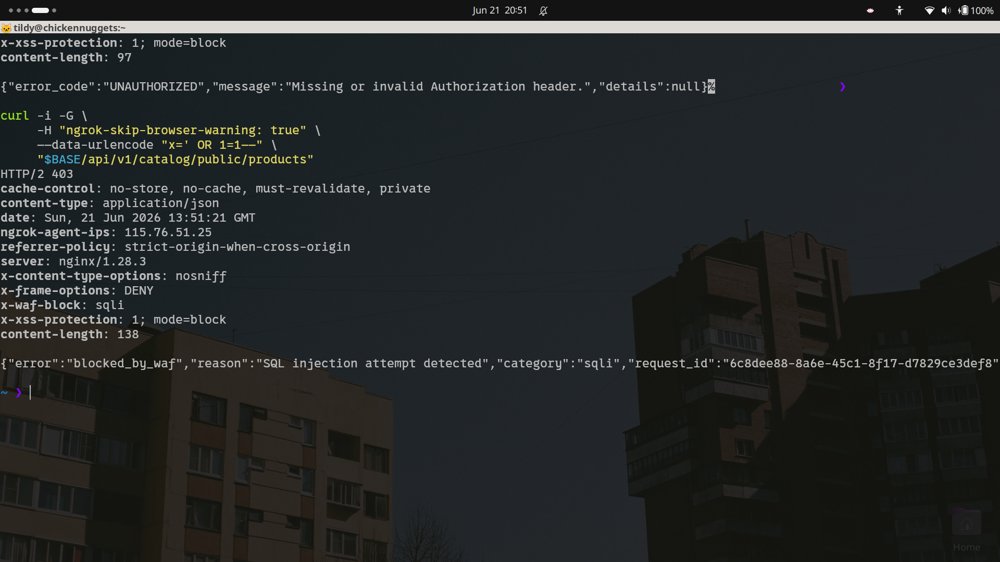 Jun 21 20:51
100%
tildy@chickennuggets:~
x-xss-protection: 1; mode=block
content-length: 97
{"error_code":"UNAUTHORIZED","message":"Missing or invalid Authorization header.","details":null}%
❯
curl -i -G \
-H "ngrok-skip-browser-warning: true" \
--data-urlencode "x=' OR 1=1--" \
"$BASE/api/v1/catalog/public/products"
HTTP/2 403
cache-control: no-store, no-cache, must-revalidate, private
content-type: application/json
date: Sun, 21 Jun 2026 13:51:21 GMT
ngrok-agent-ips: 115.76.51.25
referrer-policy: strict-origin-when-cross-origin
server: nginx/1.28.3
x-content-type-options: nosniff
x-frame-options: DENY
x-waf-block: sqli
x-xss-protection: 1; mode=block
content-length: 138
{"error":"blocked_by_waf","reason":"SQL injection attempt detected","category":"sqli","request_id":"6c8dee88-8a6e-45c1-8f17-d7829ce3def8"
~ ❯
Home